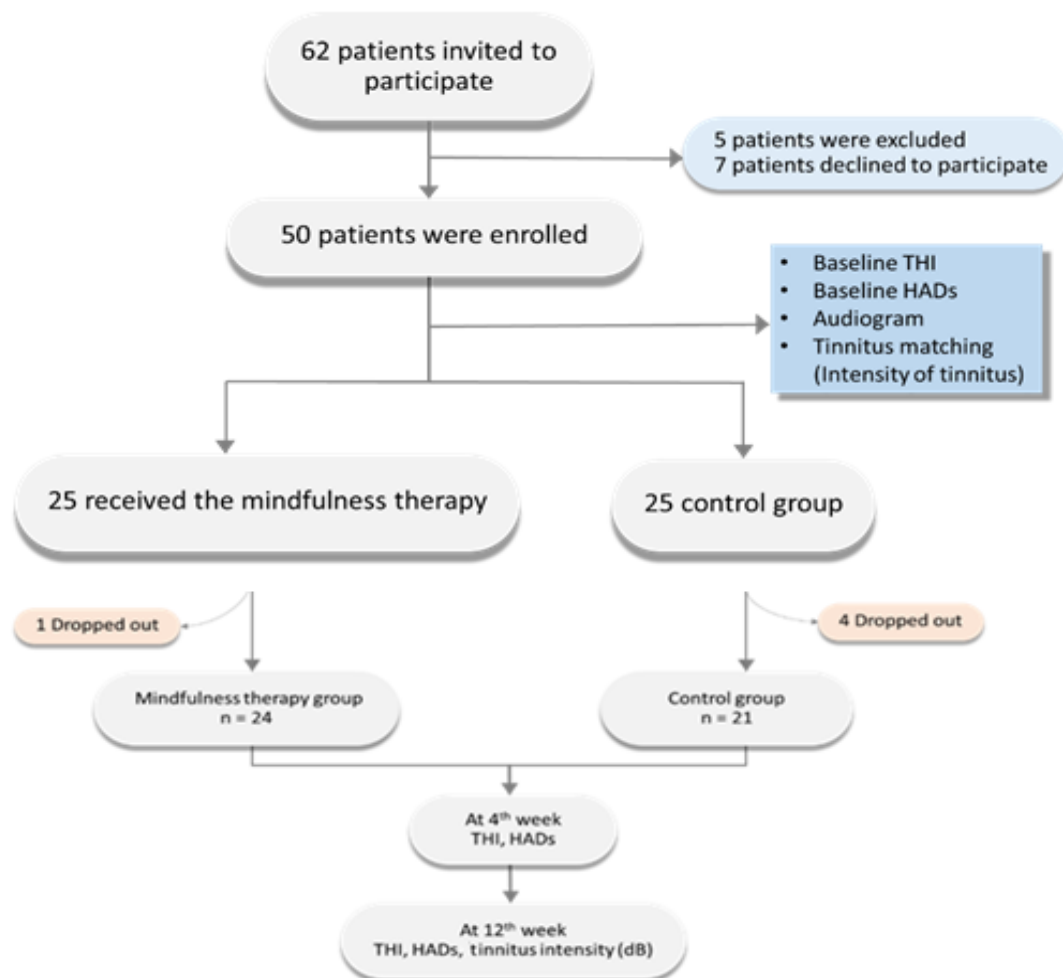 62 patients invited to
participate
5 patients were excluded
7 patients declined to participate
50 patients were enrolled
• Baseline THI
• Baseline HADs
• Audiogram
• Tinnitus matching
(Intensity of tinnitus)
25 received the mindfulness therapy
25 control group
1 Dropped out
4 Dropped out
Mindfulness therapy group
n = 24
Control group
n = 21
At 4th week
THI, HADs
At 12th week
THI, HADs, tinnitus intensity (dB)